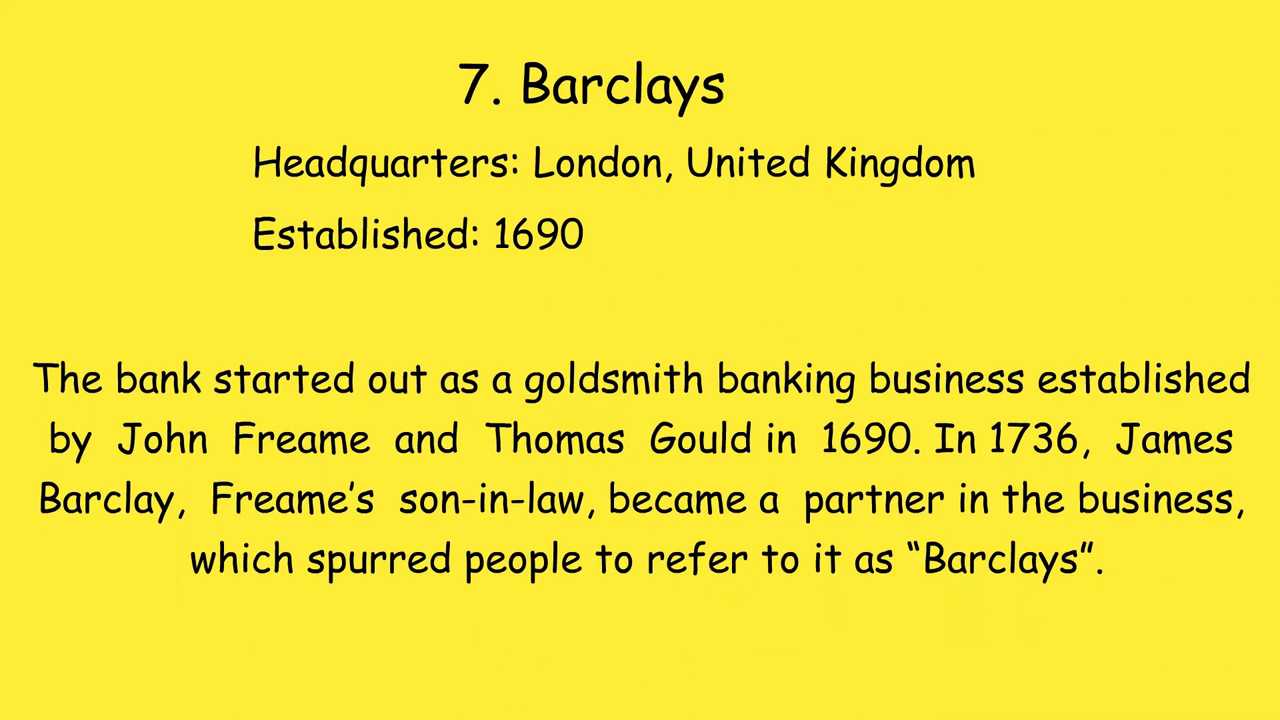 7. Barclays
Headquarters: London, United Kingdom
Established: 1690
The bank started out as a goldsmith banking business established
by John Freame and Thomas Gould in 1690. In 1736, James
Barclay, Freame’s son-in-law, became a partner in the business,
which spurred people to refer to it as “Barclays”.